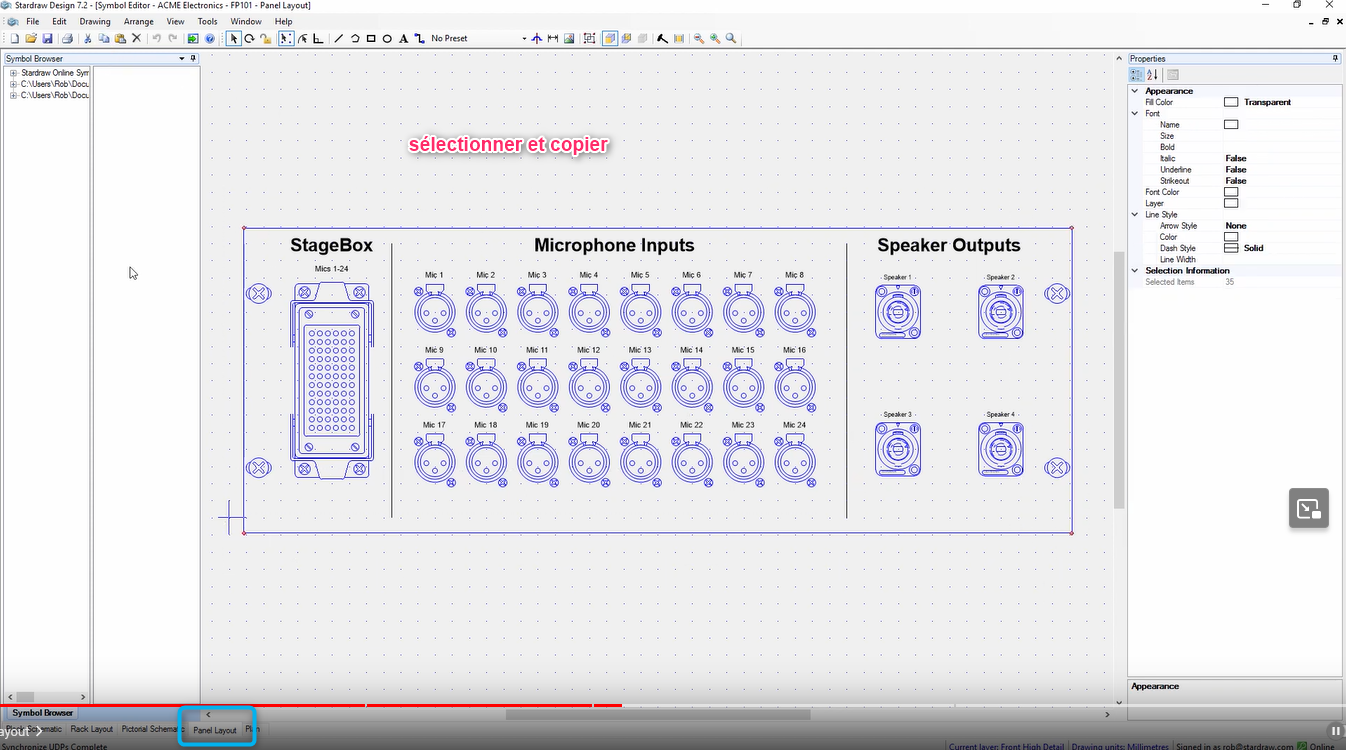 Stardraw Design 7.2 - [Symbol Editor - ACME Electronics - FP101 - Panel Layout]
File Edit Drawing Arrange View Tools Window Help
No Preset
Symbol Browser
Stardraw Online Sym
C:\Users\Rob\Docu
C:\Users\Rob\Docu
sélectionner et copier
StageBox Microphone Inputs Speaker Outputs
Mics 1-24
Mic 1 Mic 2 Mic 3 Mic 4 Mic 5 Mic 6 Mic 7 Mic 8
Speaker 1 Speaker 2
Mic 9 Mic 10 Mic 11 Mic 12 Mic 13 Mic 14 Mic 15 Mic 16
Speaker 3 Speaker 4
Mic 17 Mic 18 Mic 19 Mic 20 Mic 21 Mic 22 Mic 23 Mic 24
Properties
Appearance
Fill Color Transparent
Font
Name
Size
Bold
Italic False
Underline False
Strikeout False
Font Color
Layer
Line Style
Arrow Style None
Color
Dash Style Solid
Line Width
Selection Information
Selected Items 35
Appearance
Symbol Browser
Rack Layout Pictorial Schematic Panel Layout
ayout
Synchronize UDPs Complete
Current layer: Front High Detail Drawing units: Millimetres Signed in as rob@stardraw.com Online